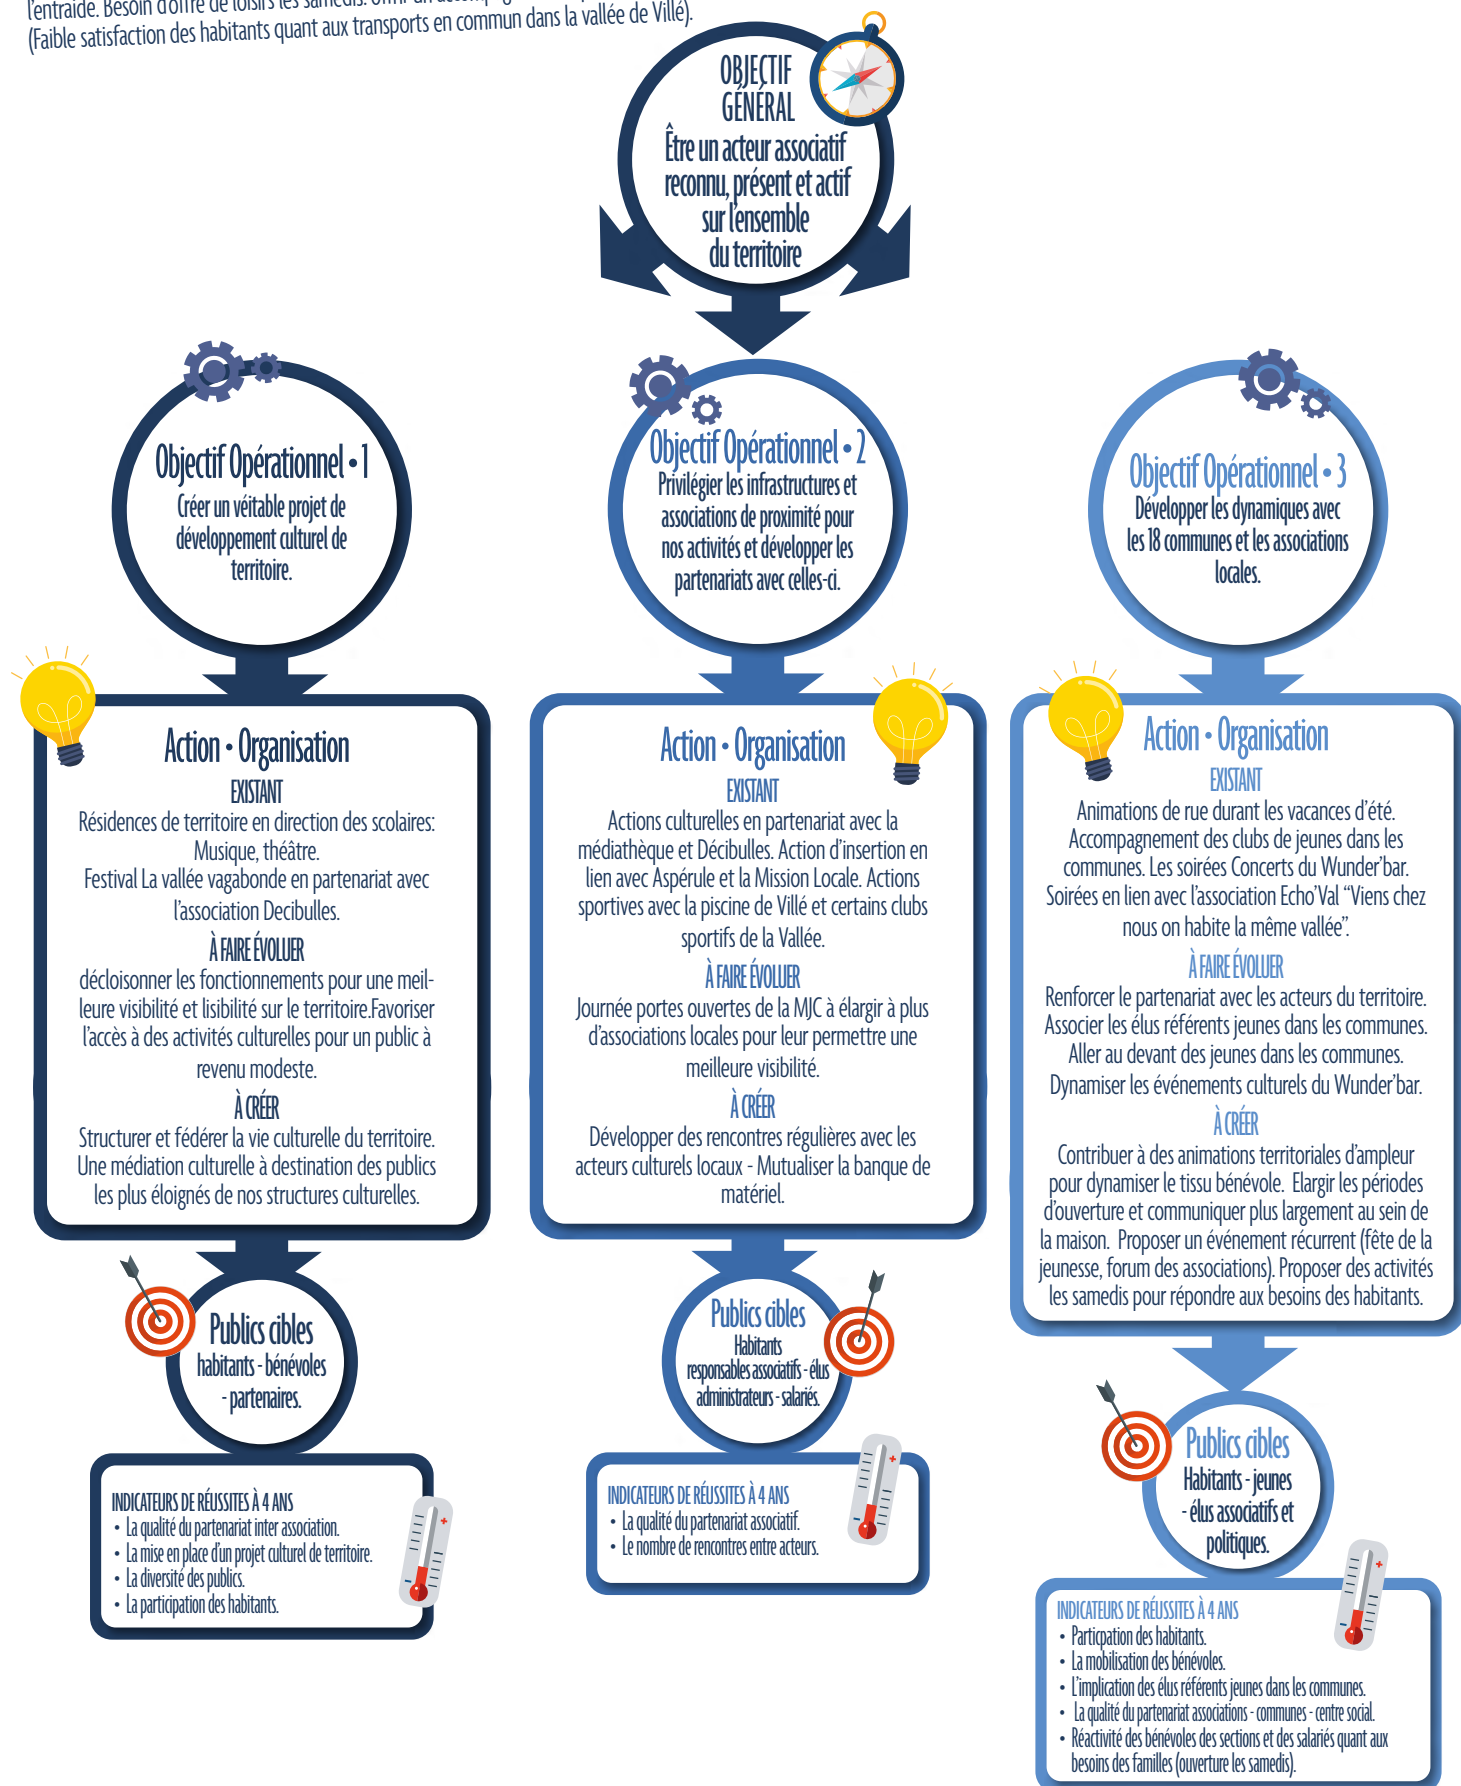 l'entraide. Besoin d'offre de loisirs les samedis. Offrir un
(Faible satisfaction des habitants quant aux transports en commun dans la vallée de Villé).
OBJECTIF
GÉNÉRAL
Être un acteur associatif
reconnu, présent et actif
sur l'ensemble
du territoire
Objectif Opérationnel • 1
Créer un véitable projet de
développement culturel de
territoire.
Action • Organisation
EXISTANT
Résidences de territoire en direction des scolaires:
Musique, théâtre.
Festival La vallée vagabonde en partenariat avec
l'association Decibulles.
À FAIRE ÉVOLUER
décloisonner les fonctionnements pour une meil-
leure visibilité et lisibilité sur le territoire.Favoriser
l'accès à des activités culturelles pour un public à
revenu modeste.
À CRÉER
Structurer et fédérer la vie culturelle du territoire.
Une médiation culturelle à destination des publics
les plus éloignés de nos structures culturelles.
Publics cibles
habitants - bénévoles
- partenaires.
INDICATEURS DE RÉUSSITES À 4 ANS
• La qualité du partenariat inter association.
• La mise en place d'un projet culturel de territoire.
• La diversité des publics.
• La participation des habitants.
Objectif Opérationnel • 2
Privilégier les infrastructures et
associations de proximité pour
nos activités et développer les
partenariats avec celles-ci.
Action • Organisation
EXISTANT
Actions culturelles en partenariat avec la
médiathèque et Décibulles. Action d'insertion en
lien avec Aspérule et la Mission Locale. Actions
sportives avec la piscine de Villé et certains clubs
sportifs de la Vallée.
À FAIRE ÉVOLUER
Journée portes ouvertes de la MJC à élargir à plus
d'associations locales pour leur permettre une
meilleure visibilité.
À CRÉER
Développer des rencontres régulières avec les
acteurs culturels locaux - Mutualiser la banque de
matériel.
Publics cibles
Habitants
responsables associatifs - élus
administrateurs - salariés.
INDICATEURS DE RÉUSSITES À 4 ANS
• La qualité du partenariat associatif.
• Le nombre de rencontres entre acteurs.
Objectif Opérationnel • 3
Développer les dynamiques avec
les 18 communes et les associations
locales.
Action • Organisation
EXISTANT
Animations de rue durant les vacances d'été.
Accompagnement des clubs de jeunes dans les
communes. Les soirées Concerts du Wunder'bar.
Soirées en lien avec l'association Echo'Val “Viens chez
nous on habite la même vallée”.
À FAIRE ÉVOLUER
Renforcer le partenariat avec les acteurs du territoire.
Associer les élus référents jeunes dans les communes.
Aller au devant des jeunes dans les communes.
Dynamiser les événements culturels du Wunder'bar.
À CRÉER
Contribuer à des animations territoriales d'ampleur
pour dynamiser le tissu bénévole. Elargir les périodes
d'ouverture et communiquer plus largement au sein de
la maison. Proposer un événement récurrent (fête de la
jeunesse, forum des associations). Proposer des activités
les samedis pour répondre aux besoins des habitants.
Publics cibles
Habitants - jeunes
- élus associatifs et
politiques.
INDICATEURS DE RÉUSSITES À 4 ANS
• Particpation des habitants.
• La mobilisation des bénévoles.
• L'implication des élus référents jeunes dans les communes.
• La qualité du partenariat associations - communes - centre social.
• Réactivité des bénévoles des sections et des salariés quant aux
besoins des familles (ouverture les samedis).